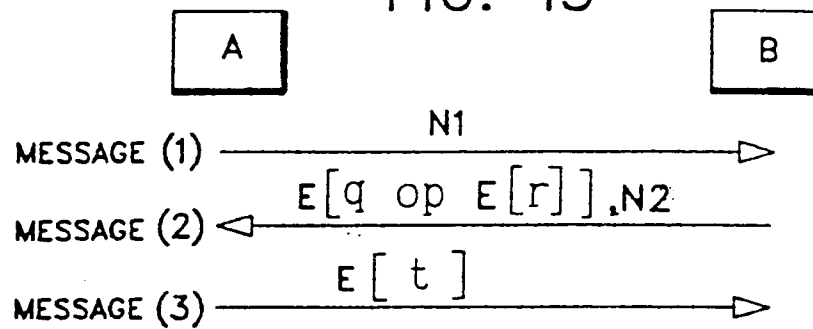 A B
N1
MESSAGE (1)
E[q op E[r]],N2
MESSAGE (2)
E[ t ]
MESSAGE (3)